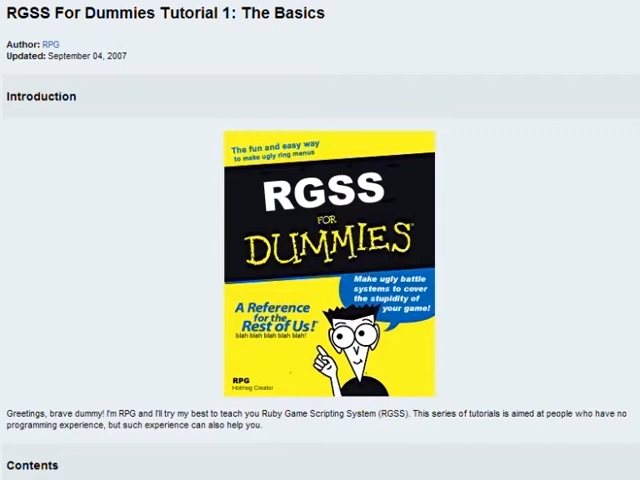 RGSS For Dummies Tutorial 1: The Basics
Author: RPG
Updated: September 04, 2007
Introduction
The fun and easy way
to make ugly ring menus
RGSS
FOR
DUMMIES
Make ugly battle
systems to cover
the stupidity of
your game!
A Reference
for the
Rest of Us!
blah blah blah blah blah!
RPG
Hotmog Creator
Greetings, brave dummy! I'm RPG and I'll try my best to teach you Ruby Game Scripting System (RGSS). This series of tutorials is aimed at people who have no
programming experience, but such experience can also help you.
Contents